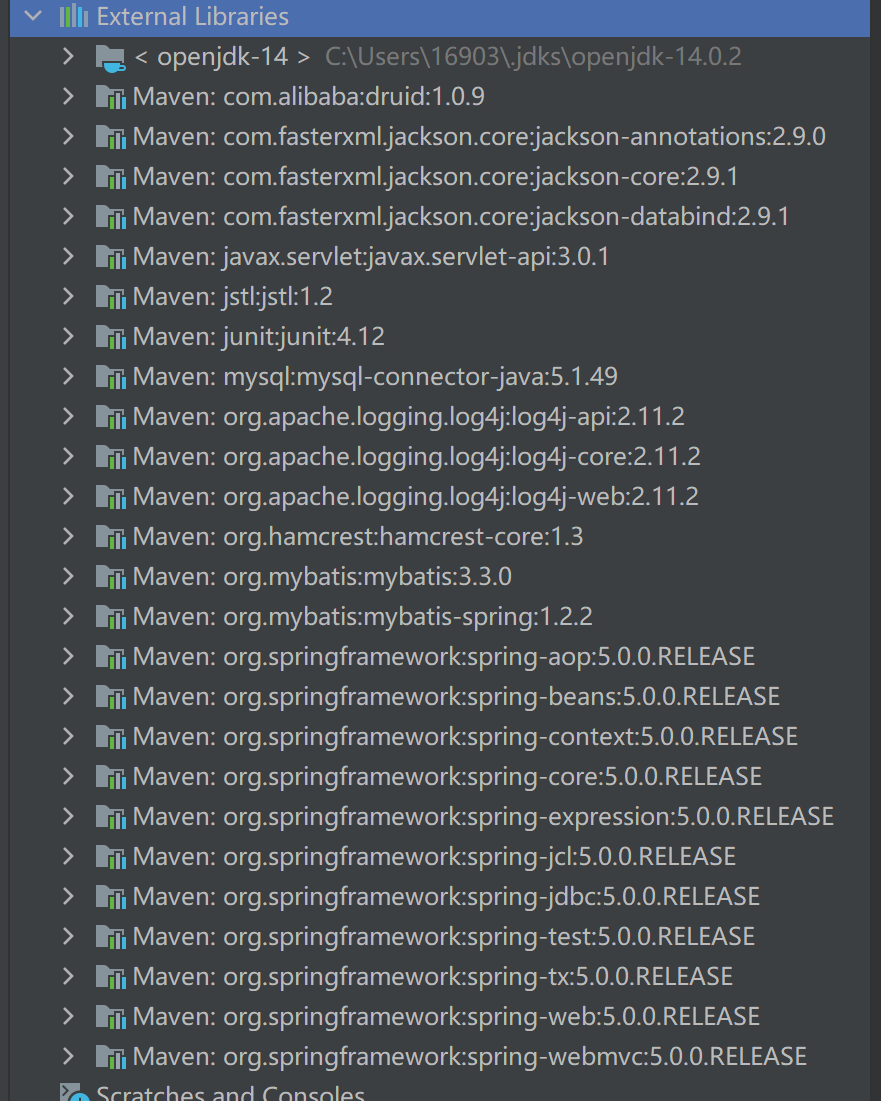 External Libraries
< openjdk-14 > C:\Users\16903\.jdks\openjdk-14.0.2
Maven: com.alibaba:druid:1.0.9
Maven: com.fasterxml.jackson.core:jackson-annotations:2.9.0
Maven: com.fasterxml.jackson.core:jackson-core:2.9.1
Maven: com.fasterxml.jackson.core:jackson-databind:2.9.1
Maven: javax.servlet:javax.servlet-api:3.0.1
Maven: jstl:jstl:1.2
Maven: junit:junit:4.12
Maven: mysql:mysql-connector-java:5.1.49
Maven: org.apache.logging.log4j:log4j-api:2.11.2
Maven: org.apache.logging.log4j:log4j-core:2.11.2
Maven: org.apache.logging.log4j:log4j-web:2.11.2
Maven: org.hamcrest:hamcrest-core:1.3
Maven: org.mybatis:mybatis:3.3.0
Maven: org.mybatis:mybatis-spring:1.2.2
Maven: org.springframework:spring-aop:5.0.0.RELEASE
Maven: org.springframework:spring-beans:5.0.0.RELEASE
Maven: org.springframework:spring-context:5.0.0.RELEASE
Maven: org.springframework:spring-core:5.0.0.RELEASE
Maven: org.springframework:spring-expression:5.0.0.RELEASE
Maven: org.springframework:spring-jcl:5.0.0.RELEASE
Maven: org.springframework:spring-jdbc:5.0.0.RELEASE
Maven: org.springframework:spring-test:5.0.0.RELEASE
Maven: org.springframework:spring-tx:5.0.0.RELEASE
Maven: org.springframework:spring-web:5.0.0.RELEASE
Maven: org.springframework:spring-webmvc:5.0.0.RELEASE
Scratches and Consoles